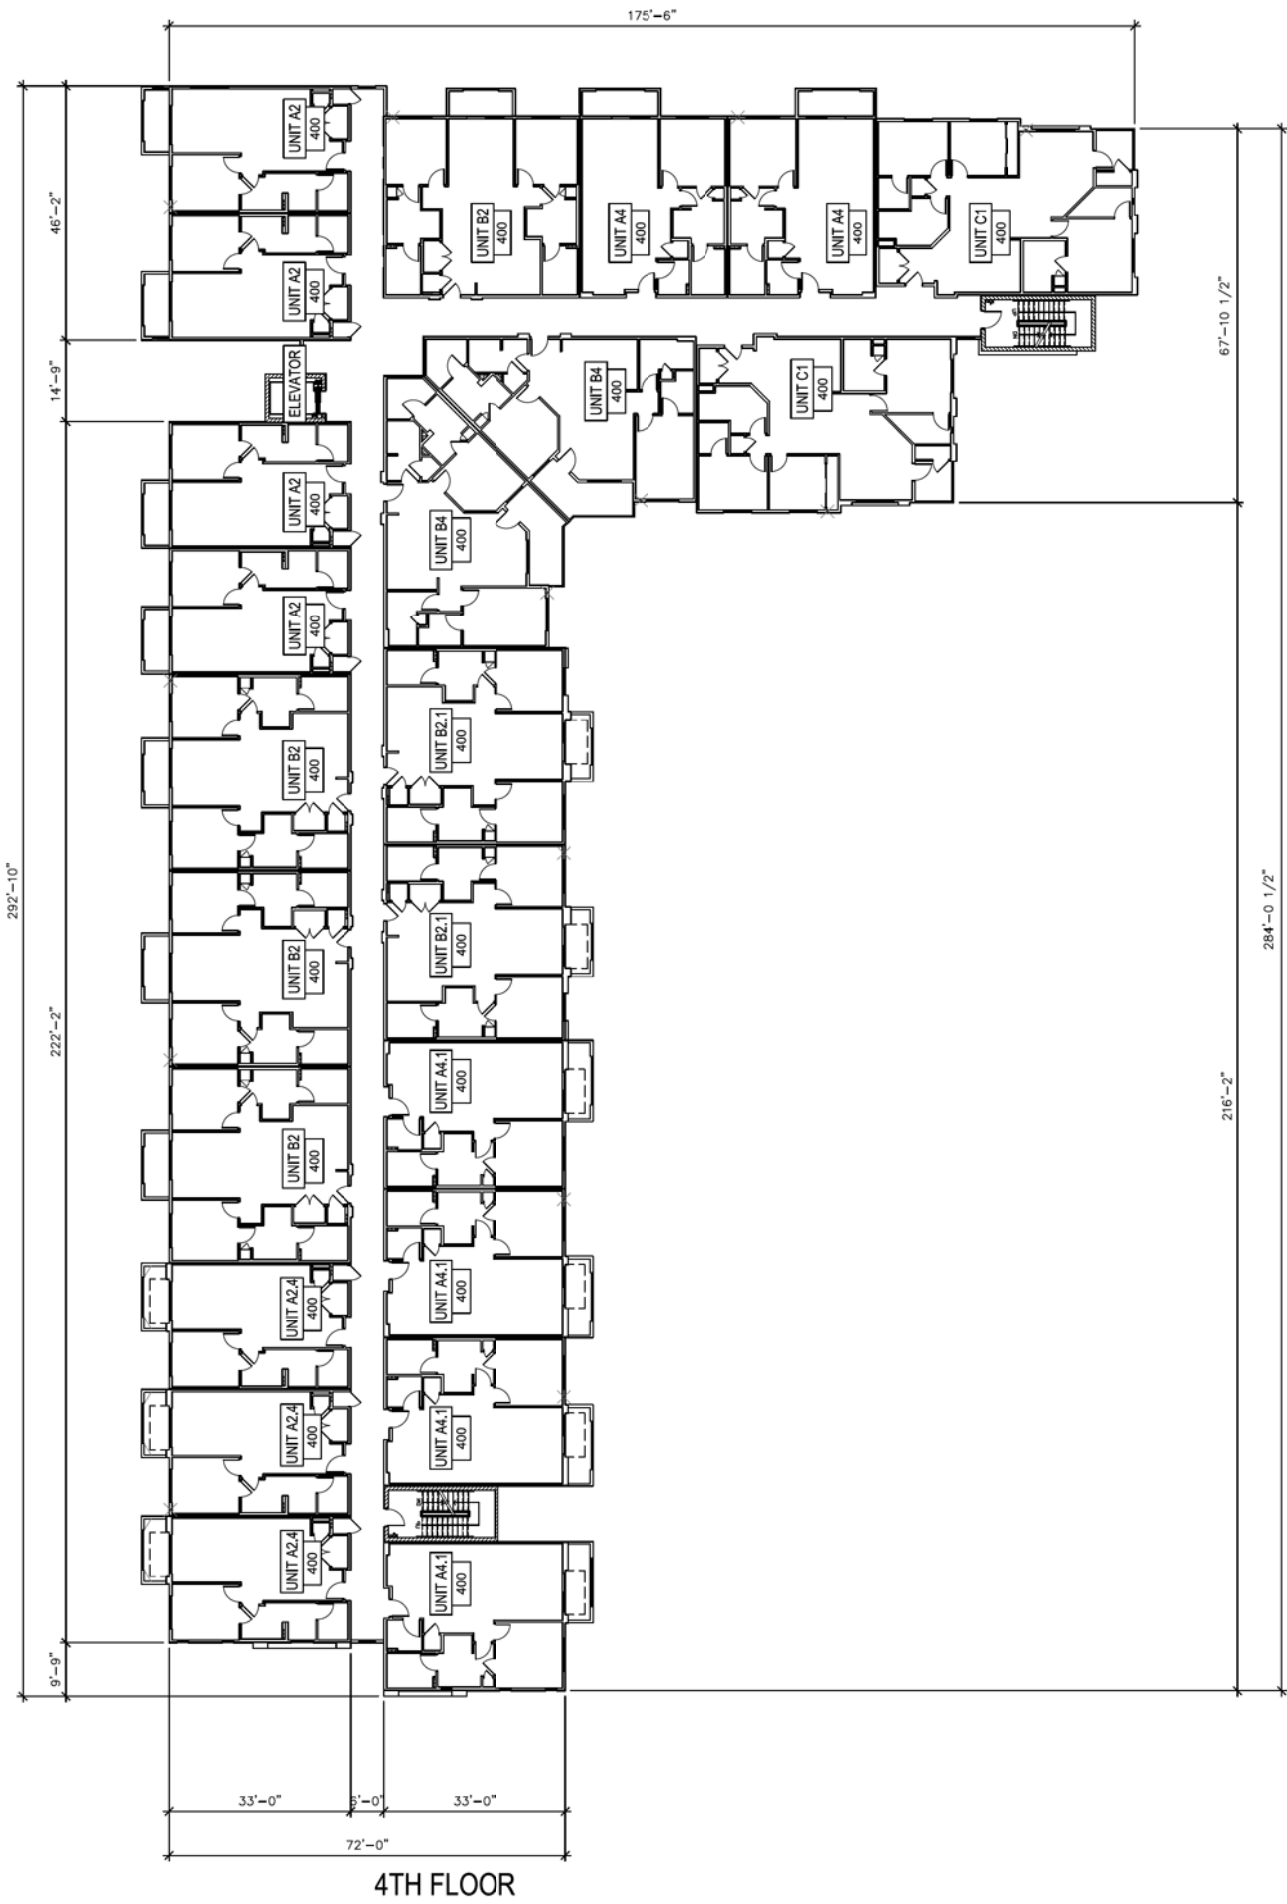 175'-6"
UNIT A2
400
UNIT B2
400
UNIT A4
400
UNIT A4
400
UNIT C1
400
46'-2"
UNIT A2
400
67'-10 1/2"
14'-9"
ELEVATOR
UNIT B4
400
UNIT C1
400
UNIT A2
400
UNIT B4
400
UNIT A2
400
UNIT B2
400
UNIT B2.1
400
292'-10"
284'-0 1/2"
UNIT B2
400
UNIT B2.1
400
222'-2"
216'-2"
UNIT A4.1
400
UNIT B2
400
UNIT A2.4
400
UNIT A4.1
400
UNIT A2.4
400
UNIT A4.1
400
UNIT A2.4
400
UNIT A4.1
400
9'-9"
33'-0"
6'-0"
33'-0"
72'-0"
4TH FLOOR